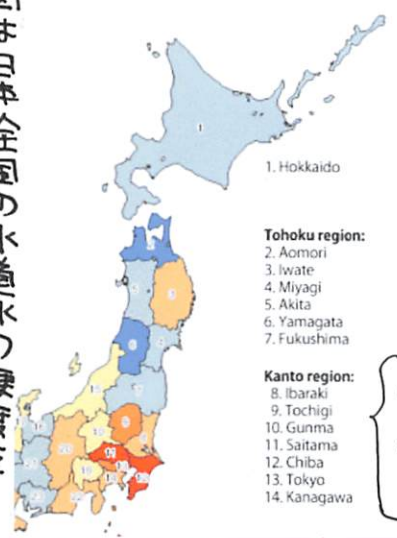 は日本全国の水道水の硬度
1
1. Hokkaido
Tohoku region:
2. Aomori
3. Iwate
4. Miyagi
5. Akita
6. Yamagata
7. Fukushima
Kanto region:
8. Ibaraki
9. Tochigi
10. Gunma
11. Saitama
12. Chiba
13. Tokyo
14. Kanagawa